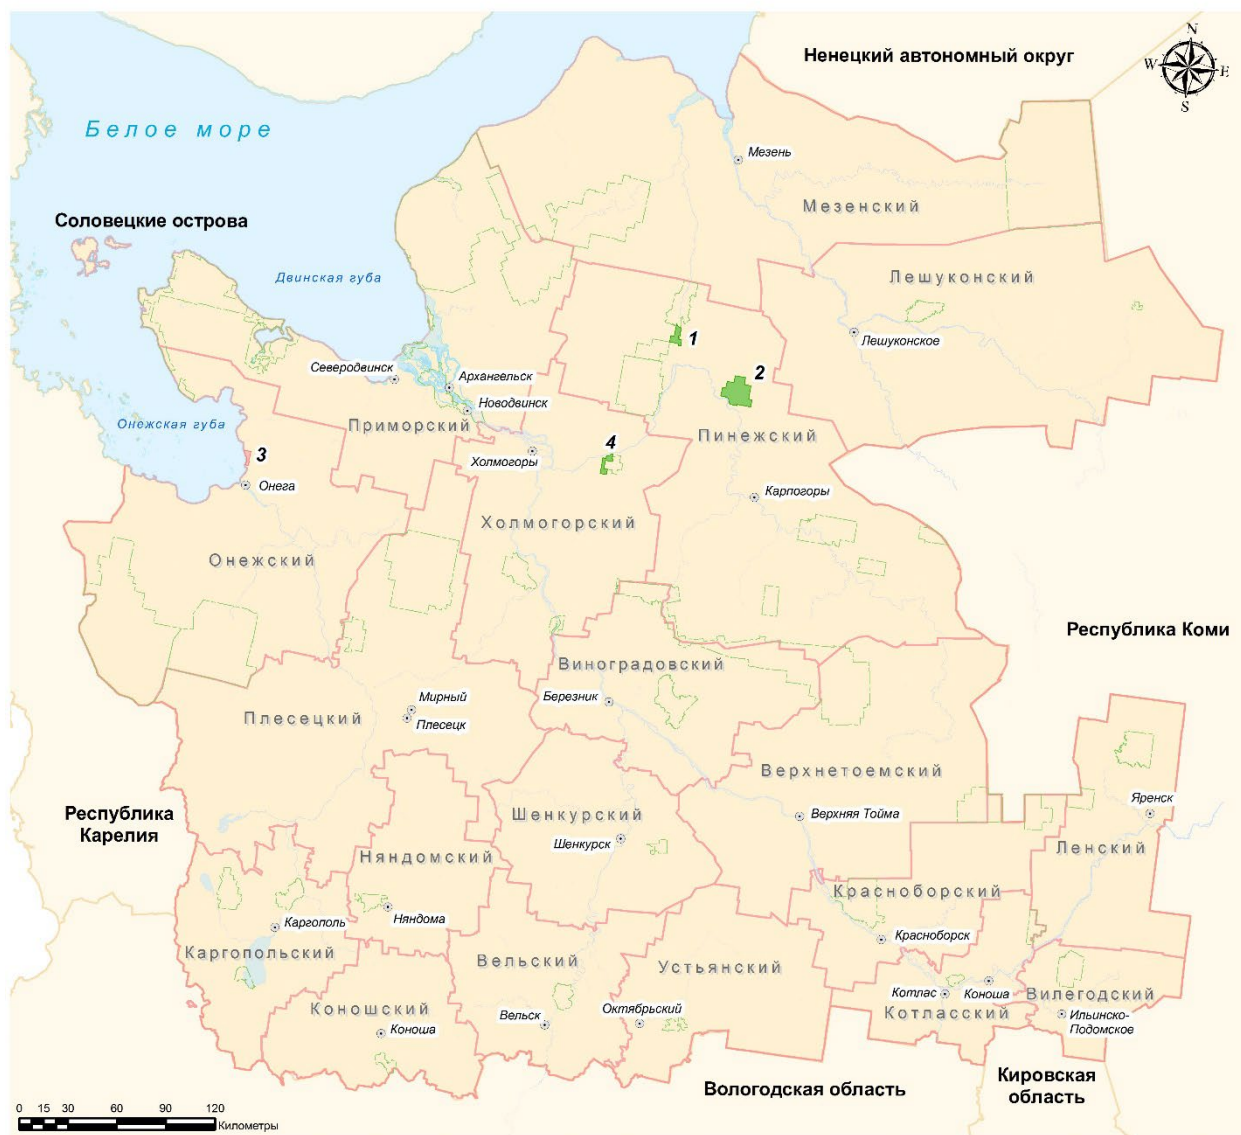 Ненецкий автономный округ
N
W
E
S
Белое море
Мезень
Мезенский
Соловецкие острова
Двинская губа
Лешуконский
1
Лешуконское
2
Северодвинск
Архангельск
Новодвинск
Онежская губа
Приморский
Пинежский
3
4
Холмогоры
Онега
Карпогоры
Холмогорский
Онежский
Республика Коми
Виноградовский
Березник
Мирный
Плесецк
Плесецкий
Верхнетоемский
Верхняя Тойма
Яренск
Республика
Карелия
Шенкурский
Шенкурск
Няндомский
Ленский
Красноборский
Няндома
Каргополь
Красноборск
Каргопольский
Вельский
Устьянский
Котлас
Коноша
Вилегодский
Коношский
Вельск
Октябрьский
Котласский
Ильинско-
Подомское
Коноша
Вологодская область
Кировская
область
0 15 30 60 90 120
Километры